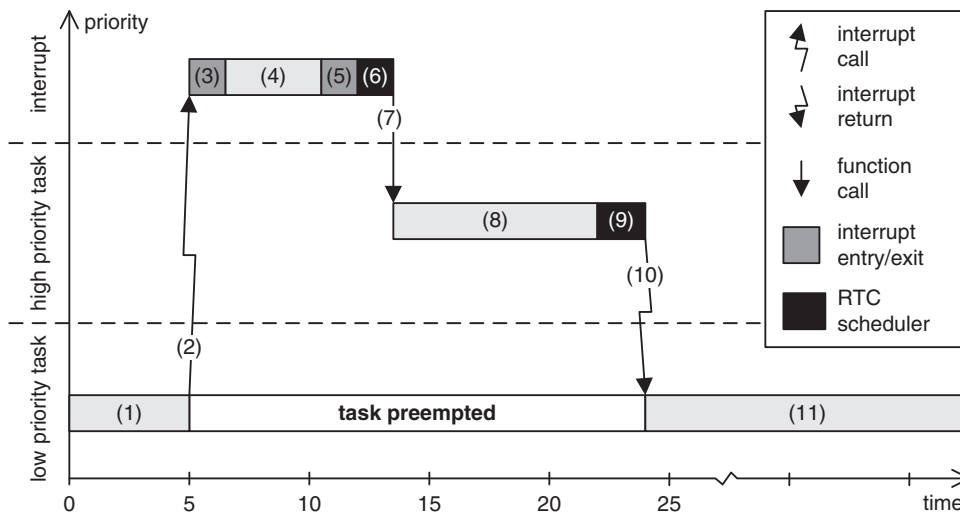 priority
interrupt
high priority task
low priority task
(1)
(2)
(3)
(4)
(5)
(6)
(7)
(8)
(9)
(10)
(11)
task preempted
0
5
10
15
20
25
time
interrupt
call
interrupt
return
function
call
interrupt
entry/exit
RTC
scheduler